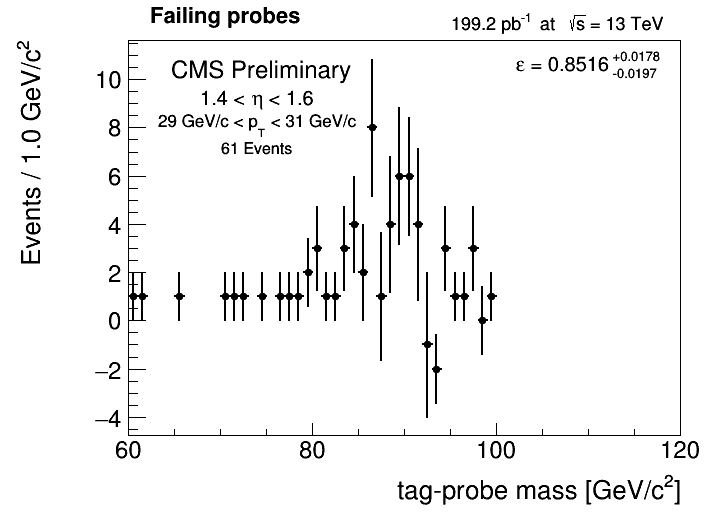 Failing probes
199.2 pb⁻¹ at √s = 13 TeV
CMS Preliminary
1.4 < η < 1.6
29 GeV/c < p_T < 31 GeV/c
61 Events
ε = 0.8516 +0.0178 -0.0197
Events / 1.0 GeV/c²
10
8
6
4
2
0
−2
−4
60 80 100 120
tag-probe mass [GeV/c²]